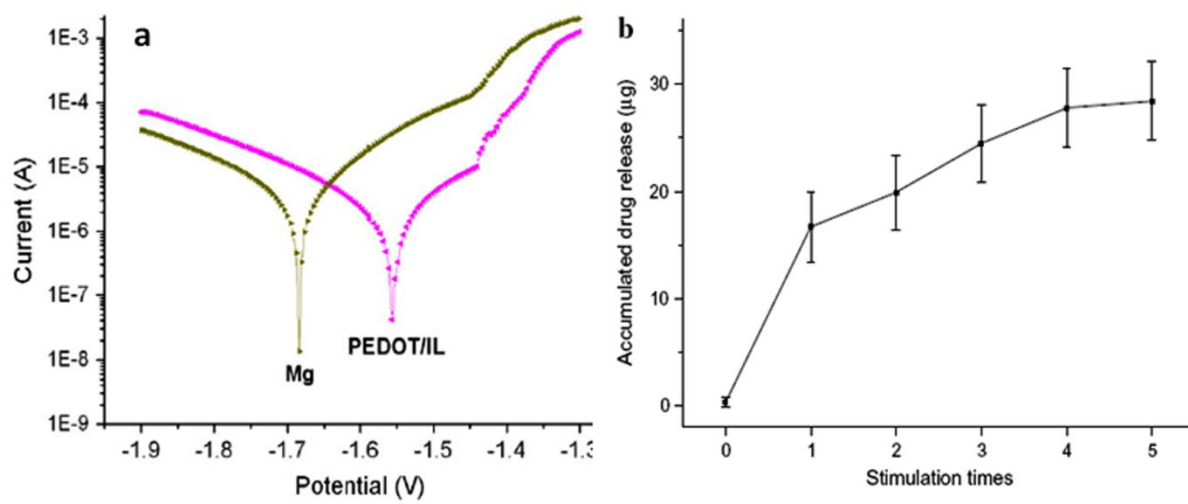 a
1E-3
1E-4
1E-5
1E-6
1E-7
1E-8
1E-9
Current (A)
PEDOT/IL
Mg
-1.9 -1.8 -1.7 -1.6 -1.5 -1.4 -1.3
Potential (V)
b
30
20
10
0
Accumulated drug release (µg)
0 1 2 3 4 5
Stimulation times